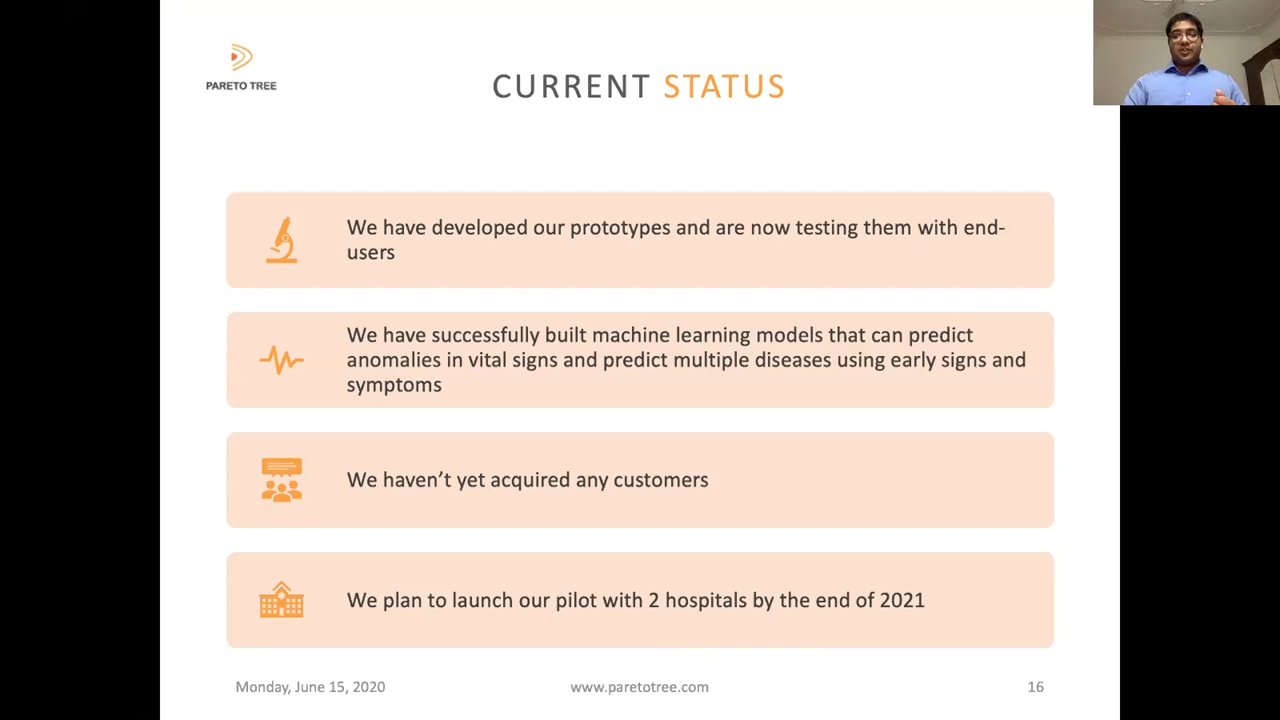 PARETO TREE
CURRENT STATUS
We have developed our prototypes and are now testing them with end-
users
We have successfully built machine learning models that can predict
anomalies in vital signs and predict multiple diseases using early signs and
symptoms
We haven’t yet acquired any customers
We plan to launch our pilot with 2 hospitals by the end of 2021
Monday, June 15, 2020
www.paretotree.com
16